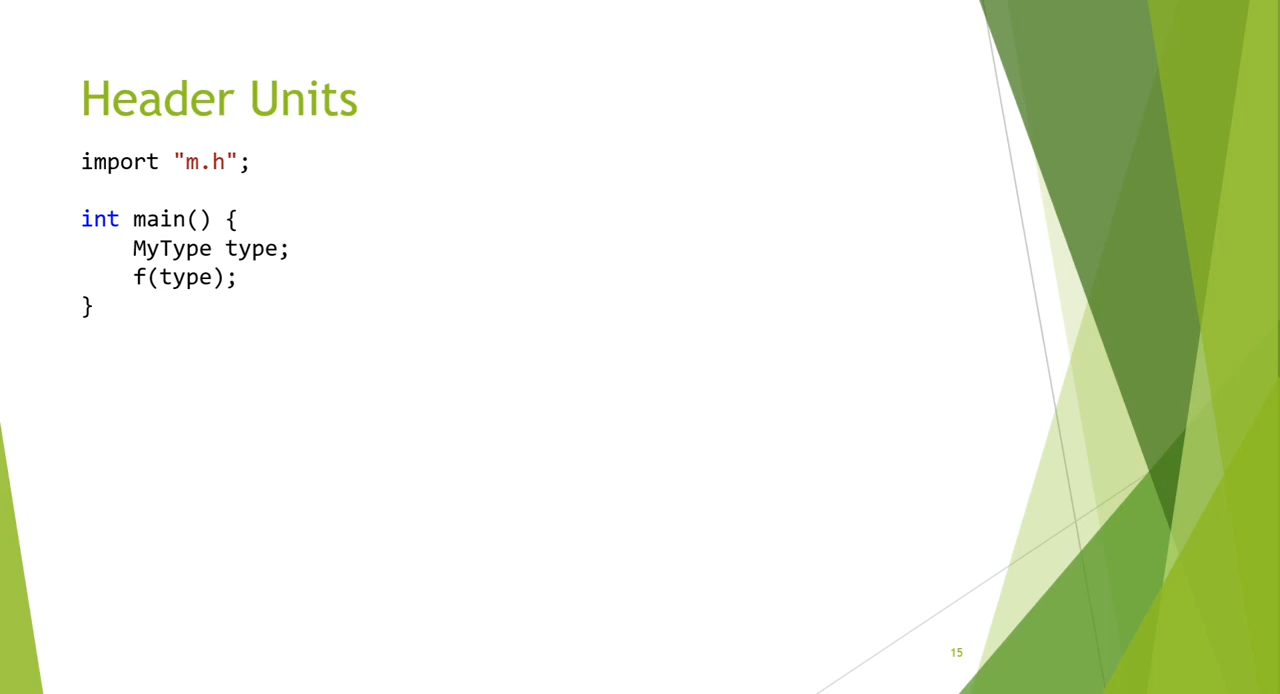 Header Units
import "m.h";
int main() {
    MyType type;
    f(type);
}
15